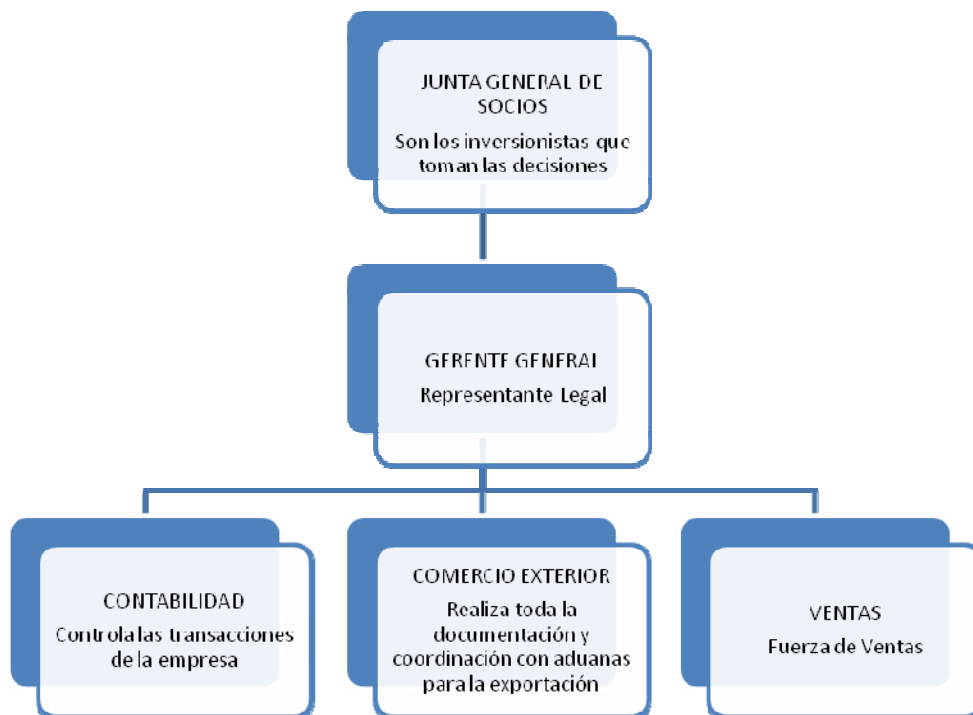 JUNTA GENERAL DE
SOCIOS
Son los inversionistas que
toman las decisiones
GERENTE GENERAL
Representante Legal
CONTABILIDAD
Controla las transacciones
de la empresa
COMERCIO EXTERIOR
Realiza toda la
documentación y
coordinación con aduanas
para la exportación
VENTAS
Fuerza de Ventas